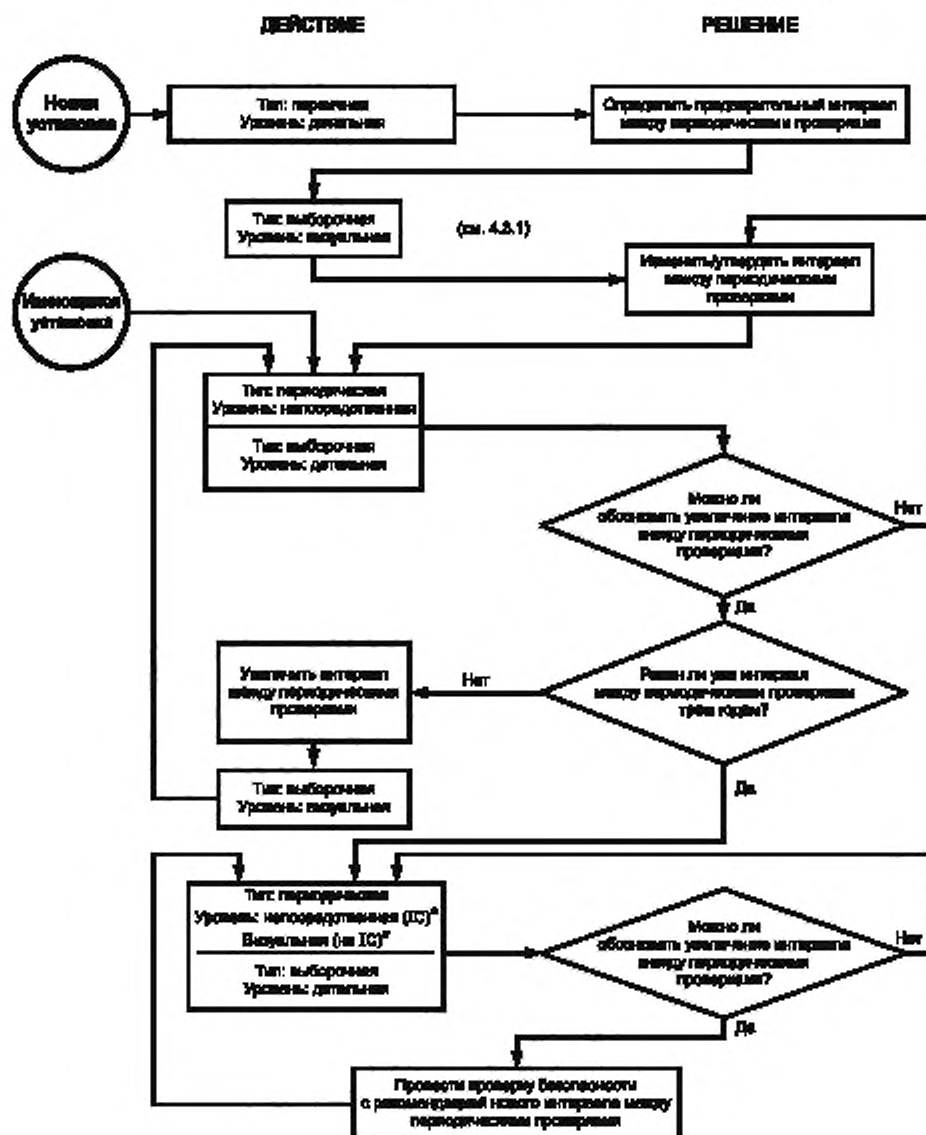 ДЕЙСТВИЕ
РЕШЕНИЕ
Новая
установка
Тип: первичная
Уровень: детальная
Определить предварительный интервал
между периодическими проверками
Тип: выборочная
Уровень: визуальная
(см. 4.3.1)
Изменить/утвердить интервал
между периодическими
проверками
Имеющаяся
установка
Тип: периодическая
Уровень: непосредственная
Тип: выборочная
Уровень: детальная
Можно ли
обосновать увеличение интервала
между периодическими
проверками?
Нет
Да
Увеличить интервал
между периодическими
проверками
Нет
Равен ли уже интервал
между периодическими проверками
трём годам?
Тип: выборочная
Уровень: визуальная
Да
Тип: периодическая
Уровень: непосредственная (IC)*
Визуальная (не IC)*
Тип: выборочная
Уровень: детальная
Можно ли
обосновать увеличение интервала
между периодическими
проверками?
Нет
Да
Провести проверку безопасности
с рекомендацией нового интервала между
периодическими проверками